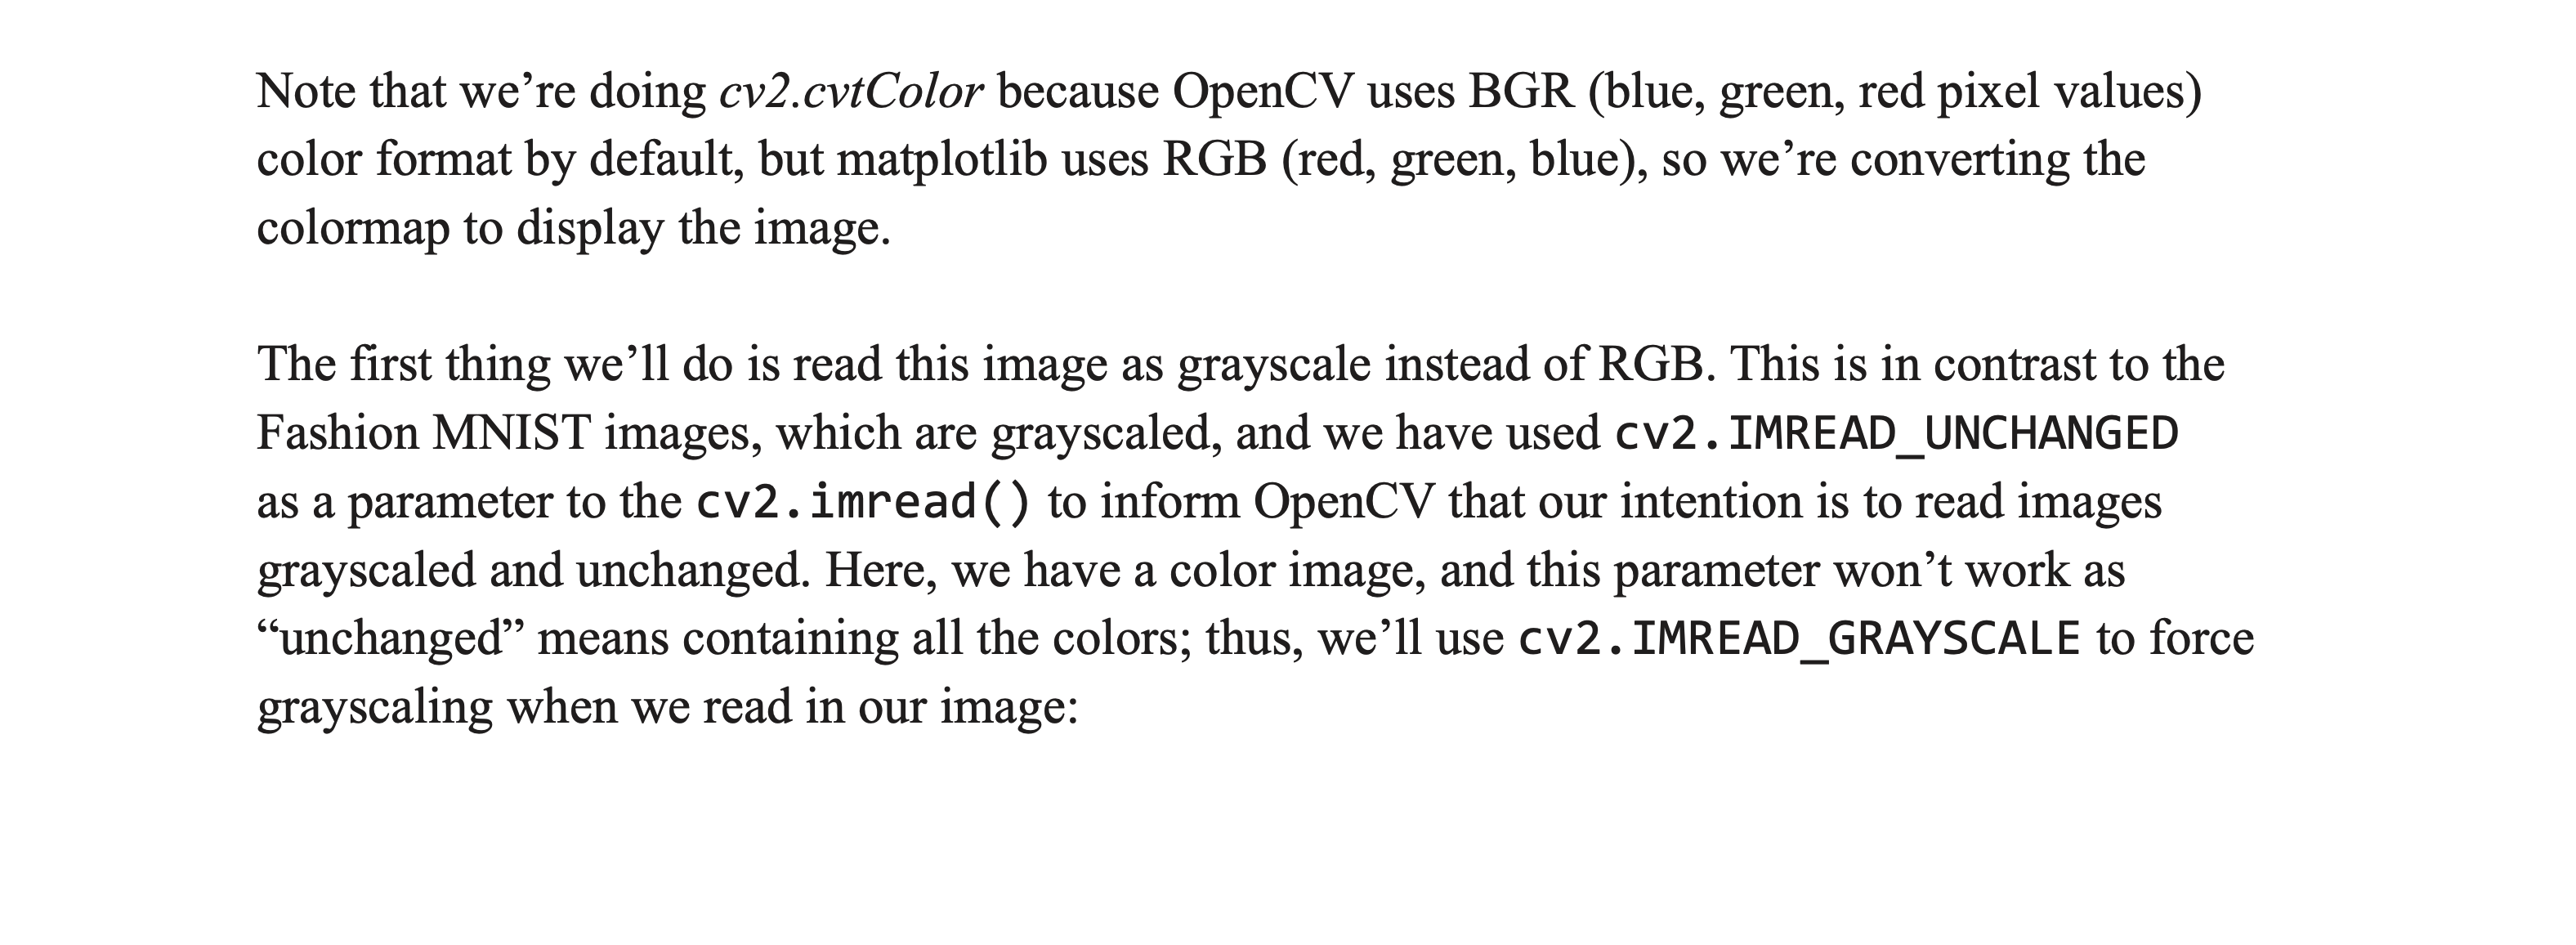 Note that we’re doing cv2.cvtColor because OpenCV uses BGR (blue, green, red pixel values)
color format by default, but matplotlib uses RGB (red, green, blue), so we’re converting the
colormap to display the image.
The first thing we’ll do is read this image as grayscale instead of RGB. This is in contrast to the
Fashion MNIST images, which are grayscaled, and we have used cv2.IMREAD_UNCHANGED
as a parameter to the cv2.imread() to inform OpenCV that our intention is to read images
grayscaled and unchanged. Here, we have a color image, and this parameter won’t work as
“unchanged” means containing all the colors; thus, we’ll use cv2.IMREAD_GRAYSCALE to force
grayscaling when we read in our image: